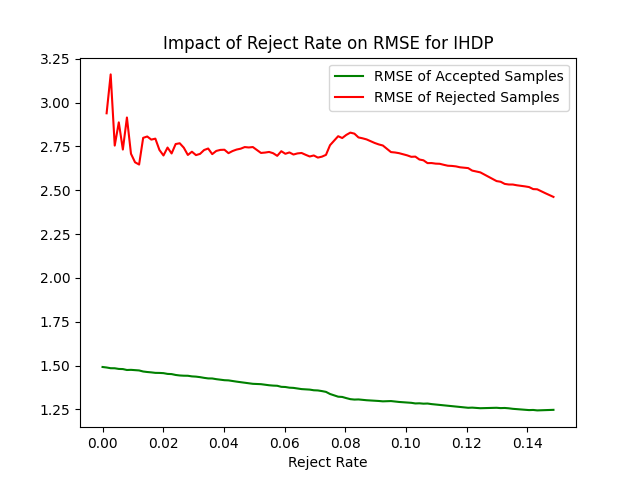 Impact of Reject Rate on RMSE for IHDP
RMSE of Accepted Samples
RMSE of Rejected Samples
3.25
3.00
2.75
2.50
2.25
2.00
1.75
1.50
1.25
0.00 0.02 0.04 0.06 0.08 0.10 0.12 0.14
Reject Rate